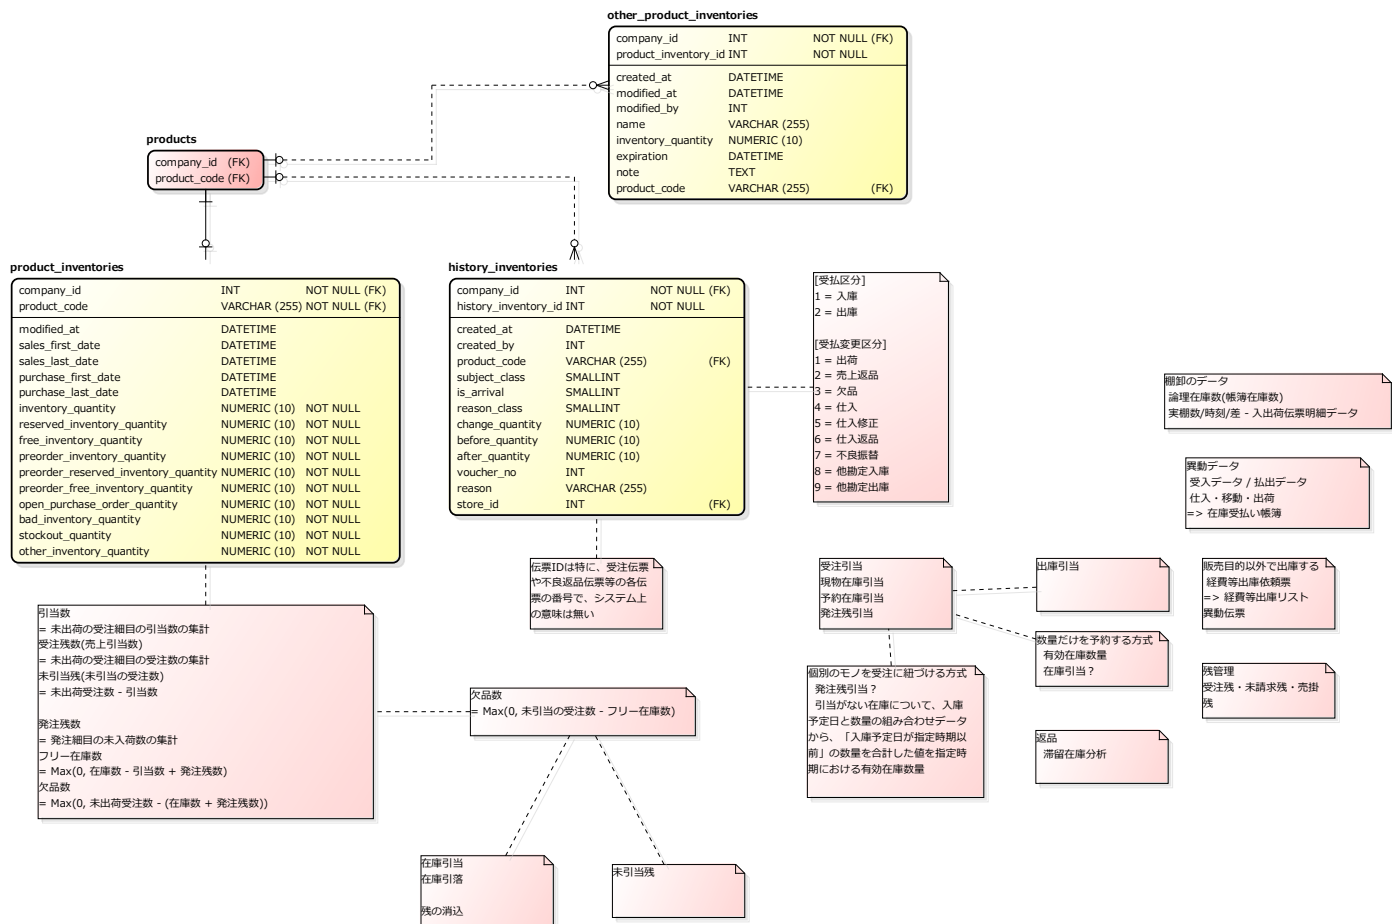 other_product_inventories
company_id INT NOT NULL (FK)
product_inventory_id INT NOT NULL
created_at DATETIME
modified_at DATETIME
modified_by INT
name VARCHAR (255)
inventory_quantity NUMERIC (10)
expiration DATETIME
note TEXT
product_code VARCHAR (255) (FK)
products
company_id (FK)
product_code (FK)
product_inventories
company_id INT NOT NULL (FK)
product_code VARCHAR (255) NOT NULL (FK)
modified_at DATETIME
sales_first_date DATETIME
sales_last_date DATETIME
purchase_first_date DATETIME
purchase_last_date DATETIME
inventory_quantity NUMERIC (10) NOT NULL
reserved_inventory_quantity NUMERIC (10) NOT NULL
free_inventory_quantity NUMERIC (10) NOT NULL
preorder_inventory_quantity NUMERIC (10) NOT NULL
preorder_reserved_inventory_quantity NUMERIC (10) NOT NULL
preorder_free_inventory_quantity NUMERIC (10) NOT NULL
open_purchase_order_quantity NUMERIC (10) NOT NULL
bad_inventory_quantity NUMERIC (10) NOT NULL
stockout_quantity NUMERIC (10) NOT NULL
other_inventory_quantity NUMERIC (10) NOT NULL
history_inventories
company_id INT NOT NULL (FK)
history_inventory_id INT NOT NULL
created_at DATETIME
created_by INT
product_code VARCHAR (255) (FK)
subject_class SMALLINT
is_arrival SMALLINT
reason_class SMALLINT
change_quantity NUMERIC (10)
before_quantity NUMERIC (10)
after_quantity NUMERIC (10)
voucher_no INT
reason VARCHAR (255)
store_id INT (FK)
[受払区分]
1 = 入庫
2 = 出庫
[受払変更区分]
1 = 出荷
2 = 売上返品
3 = 欠品
4 = 仕入
5 = 仕入修正
6 = 仕入返品
7 = 不良振替
8 = 他勘定入庫
9 = 他勘定出庫
棚卸のデータ
論理在庫数(帳簿在庫数)
実棚数/時刻/差 - 入出荷伝票明細データ
異動データ
受入データ / 払出データ
仕入・移動・出荷
=> 在庫受払い帳簿
伝票IDは特に、受注伝票
や不良返品伝票等の各伝
票の番号で、システム上
の意味は無い
受注引当
現物在庫引当
予約在庫引当
発注残引当
出庫引当
販売目的以外で出庫する
経費等出庫依頼票
=> 経費等出庫リスト
異動伝票
数量だけを予約する方式
有効在庫数量
在庫引当？
個別のモノを受注に紐づける方式
発注残引当？
引当がない在庫について、入庫
予定日と数量の組み合わせデータ
から、「入庫予定日が指定時期以
前」の数量を合計した値を指定時
期における有効在庫数量
残管理
受注残・未請求残・売掛
残
返品
滞留在庫分析
引当数
= 未出荷の受注細目の引当数の集計
受注残数(売上引当数)
= 未出荷の受注細目の受注数の集計
未引当残(未引当の受注数)
= 未出荷受注数 - 引当数
発注残数
= 発注細目の未入荷数の集計
フリー在庫数
= Max(0, 在庫数 - 引当数 + 発注残数)
欠品数
= Max(0, 未出荷受注数 - (在庫数 + 発注残数))
欠品数
= Max(0, 未引当の受注数 - フリー在庫数)
在庫引当
在庫引落
残の消込
未引当残